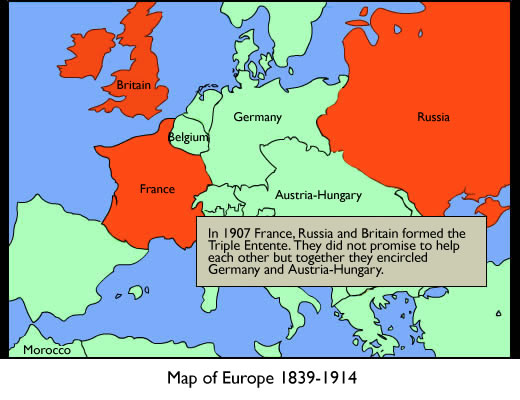 Britain
Germany
Russia
Belgium
France
Austria-Hungary
In 1907 France, Russia and Britain formed the
Triple Entente. They did not promise to help
each other but together they encircled
Germany and Austria-Hungary.
Morocco
Map of Europe 1839-1914